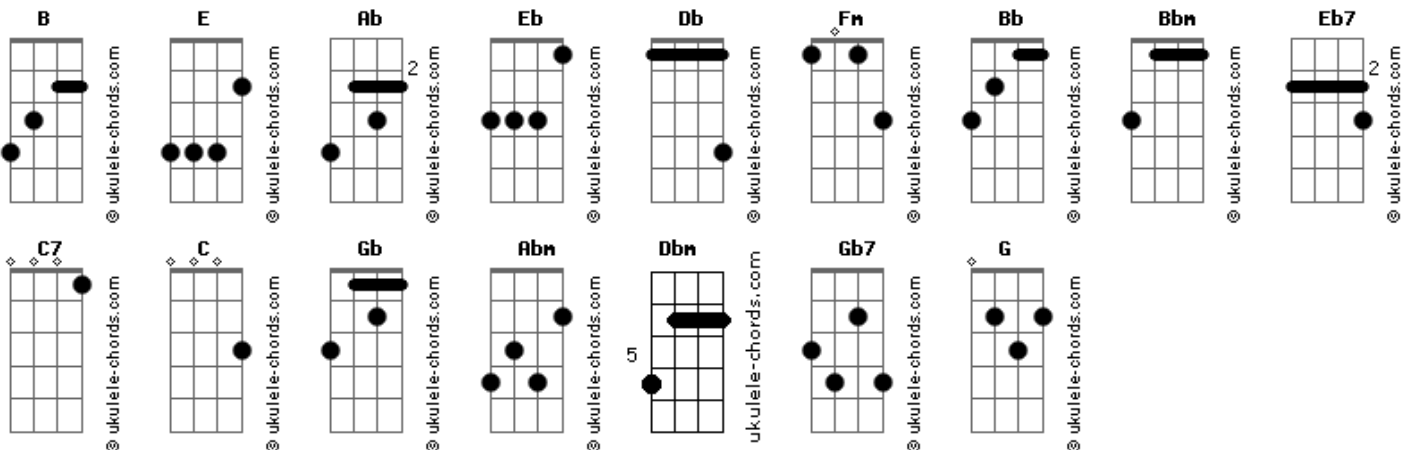 B E Ab Eb Db Fm Bb Bbm Eb7
2 2
© ukulele-chords.com © ukulele-chords.com © ukulele-chords.com © ukulele-chords.com © ukulele-chords.com © ukulele-chords.com © ukulele-chords.com © ukulele-chords.com © ukulele-chords.com
C7 C Gb Abm Dbm Gb7 G
5
© ukulele-chords.com © ukulele-chords.com © ukulele-chords.com © ukulele-chords.com ukulele-chords.com © ukulele-chords.com © ukulele-chords.com